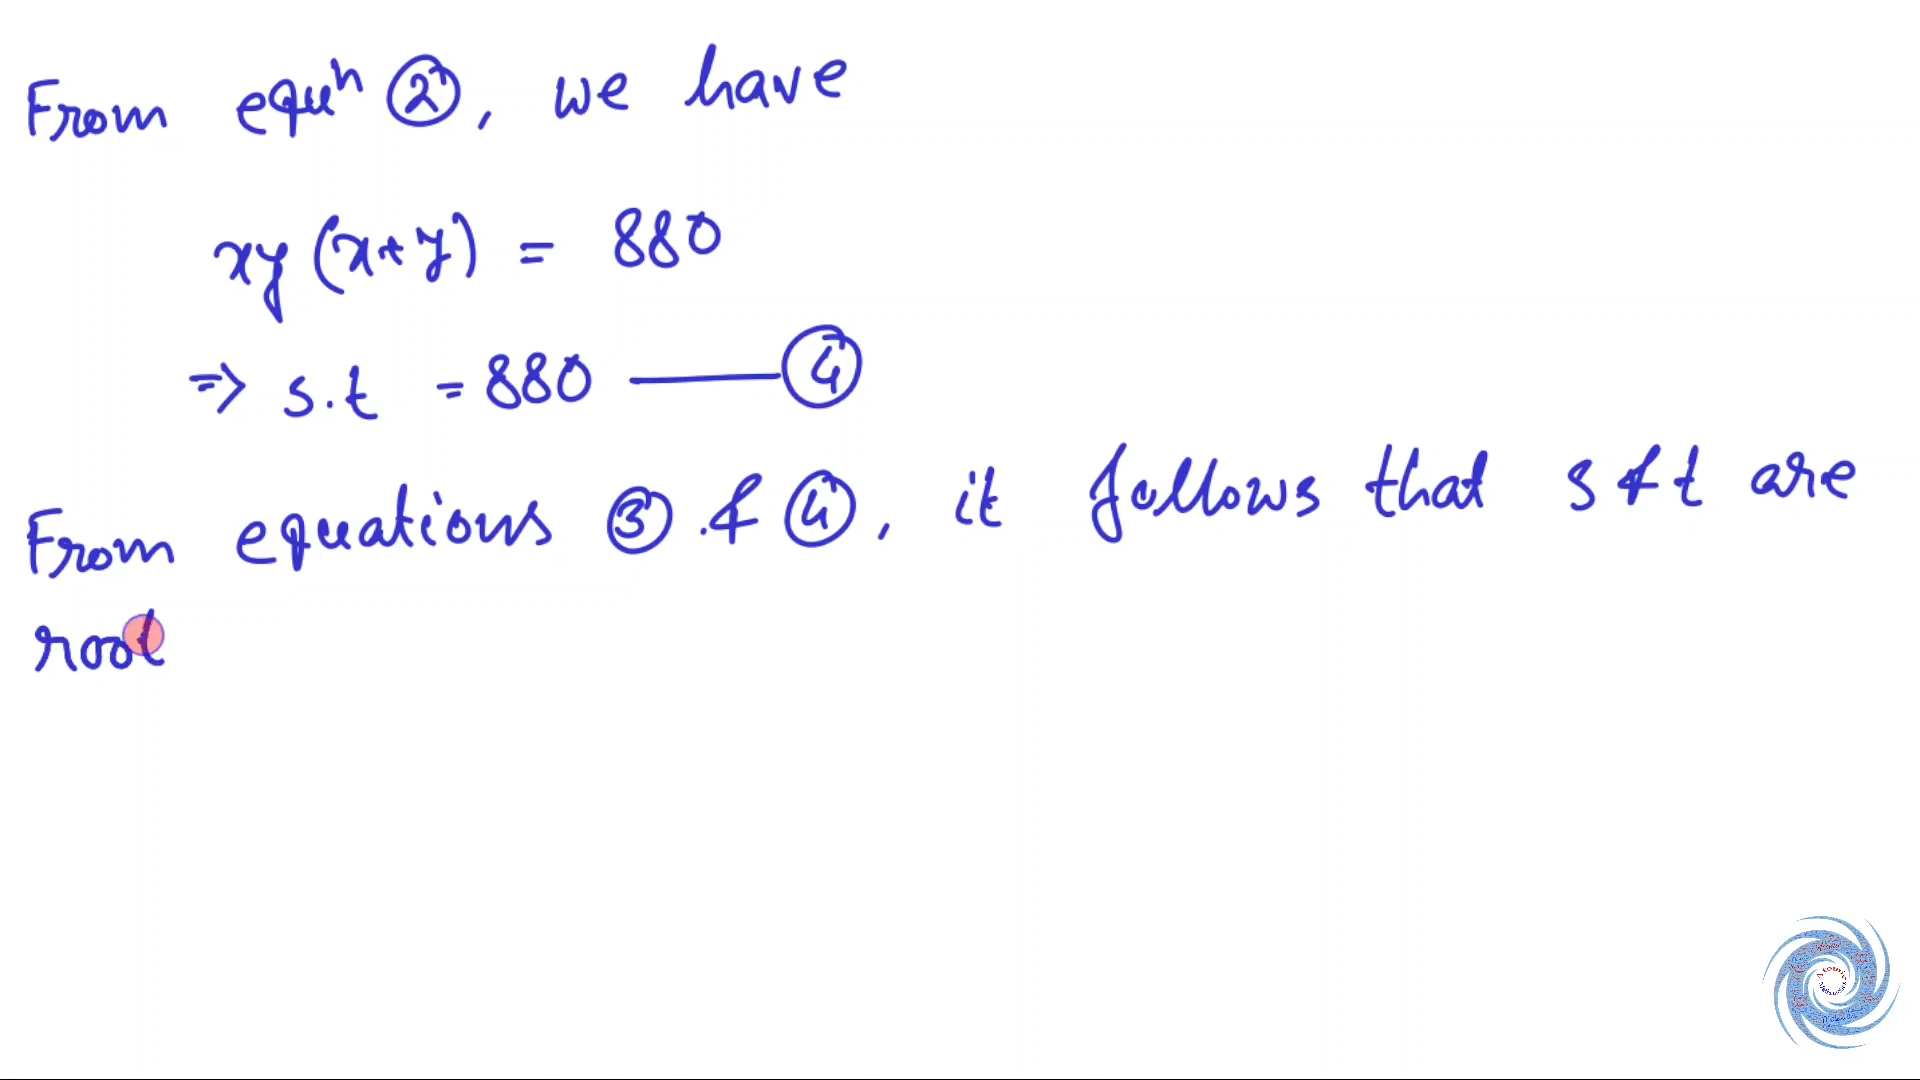 From equⁿ ②, we have
xy (x+y) = 880
=> s.t = 880 —— ④
From equations ③ & ④, it follows that s & t are
root